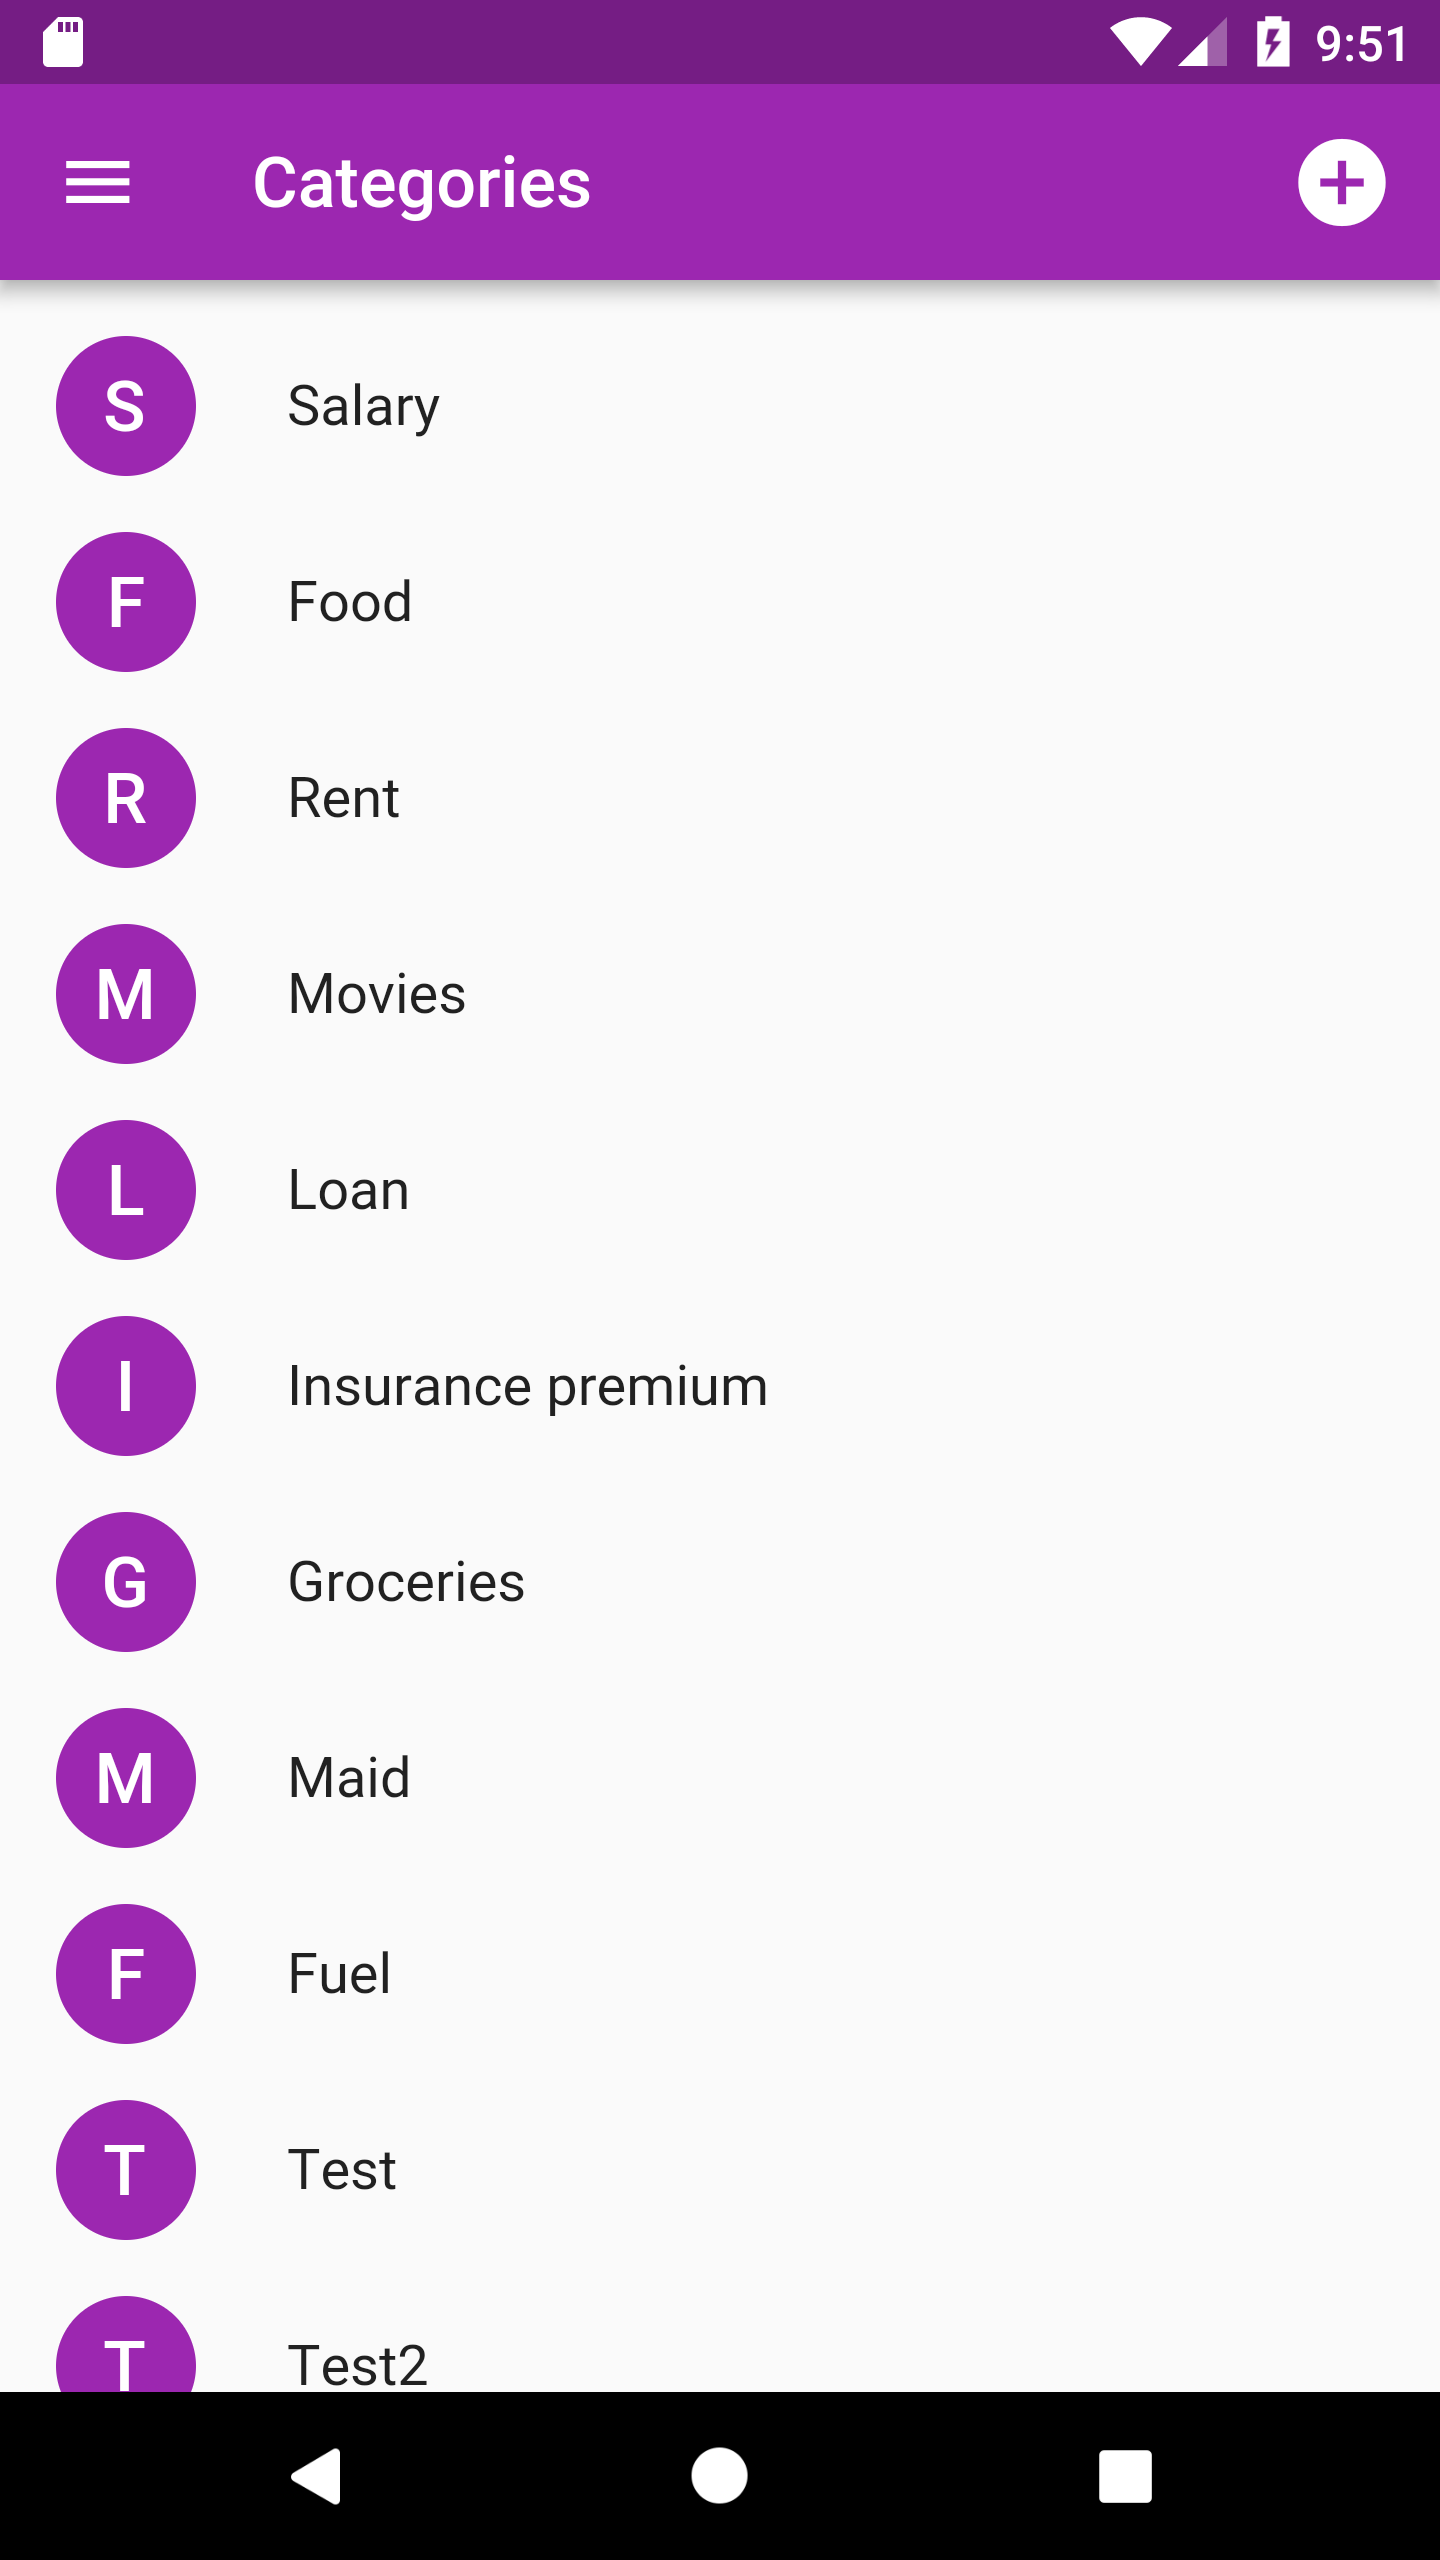 9:51
Categories
S Salary
F Food
R Rent
M Movies
L Loan
I Insurance premium
G Groceries
M Maid
F Fuel
T Test
T Test2